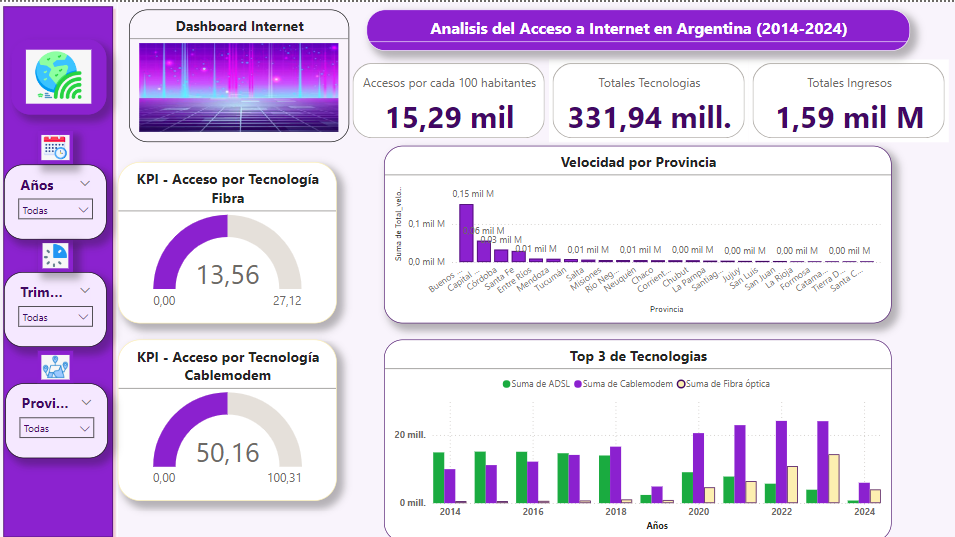 Dashboard Internet
Analisis del Acceso a Internet en Argentina (2014-2024)
Accesos por cada 100 habitantes
15,29 mil
Totales Tecnologias
331,94 mill.
Totales Ingresos
1,59 mil M
Años
Todas
Trim...
Todas
Provi...
Todas
KPI - Acceso por Tecnología
Fibra
13,56
0,00
27,12
KPI - Acceso por Tecnología
Cablemodem
50,16
0,00
100,31
Velocidad por Provincia
Suma de Total_velo...
0,1 mil M
0,0 mil M
0,15 mil M
0,06 mil M
0,03 mil M
0,01 mil M
0,01 mil M
0,01 mil M
0,00 mil M
0,00 mil M
0,00 mil M
0,00 mil M
Buenos ...
Capital ...
Córdoba
Santa Fe
Entre Ríos
Mendoza
Tucumán
Salta
Misiones
Río Neg...
Neuquén
Chaco
Corrient...
Chubut
La Pampa
Santiag...
Jujuy
San Luis
San Juan
La Rioja
Formosa
Catama...
Tierra D...
Santa C...
Provincia
Top 3 de Tecnologias
Suma de ADSL
Suma de Cablemodem
Suma de Fibra óptica
20 mill.
0 mill.
2014
2016
2018
2020
2022
2024
Años